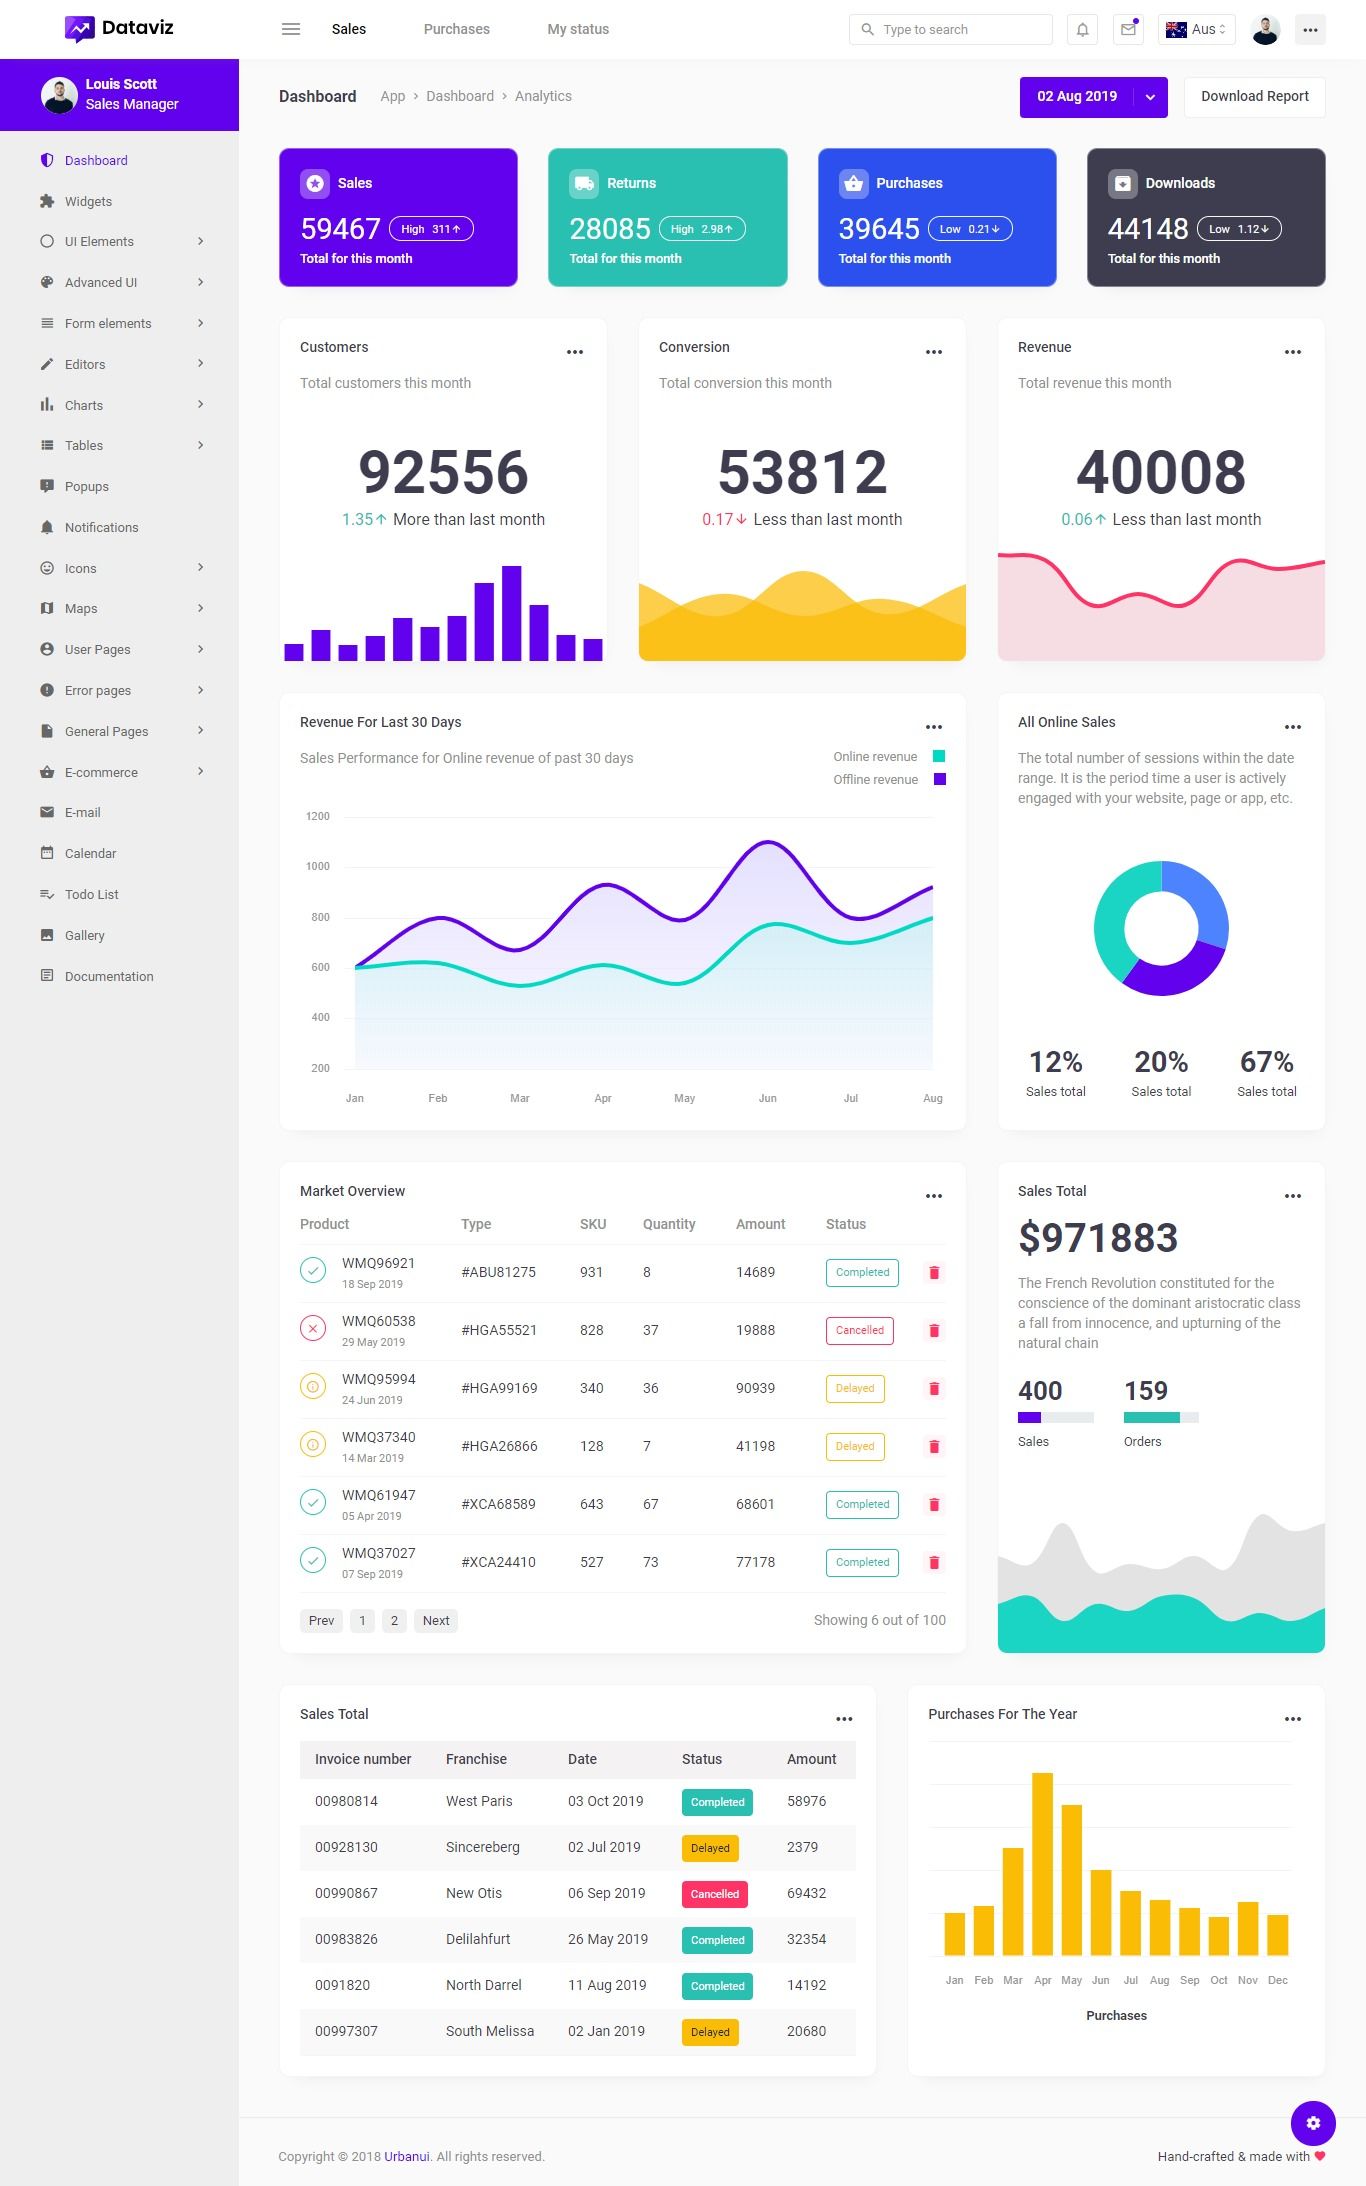 Dataviz
Sales
Purchases
My status
Type to search
Aus
Louis Scott
Sales Manager
Dashboard
Widgets
UI Elements
Advanced UI
Form elements
Editors
Charts
Tables
Popups
Notifications
Icons
Maps
User Pages
Error pages
General Pages
E-commerce
E-mail
Calendar
Todo List
Gallery
Documentation
Dashboard App > Dashboard > Analytics
02 Aug 2019
Download Report
Sales
59467 High 311↑
Total for this month
Returns
28085 High 2.98↑
Total for this month
Purchases
39645 Low 0.21↓
Total for this month
Downloads
44148 Low 1.12↓
Total for this month
Customers
Total customers this month
92556
1.35↑ More than last month
Conversion
Total conversion this month
53812
0.17↓ Less than last month
Revenue
Total revenue this month
40008
0.06↑ Less than last month
Revenue For Last 30 Days
Sales Performance for Online revenue of past 30 days
Online revenue
Offline revenue
1200
1000
800
600
400
200
Jan Feb Mar Apr May Jun Jul Aug
All Online Sales
The total number of sessions within the date
range. It is the period time a user is actively
engaged with your website, page or app, etc.
12% 20% 67%
Sales total Sales total Sales total
Market Overview
Product Type SKU Quantity Amount Status
WMQ96921
18 Sep 2019
#ABU81275 931 8 14689 Completed
WMQ60538
29 May 2019
#HGA55521 828 37 19888 Cancelled
WMQ95994
24 Jun 2019
#HGA99169 340 36 90939 Delayed
WMQ37340
14 Mar 2019
#HGA26866 128 7 41198 Delayed
WMQ61947
05 Apr 2019
#XCA68589 643 67 68601 Completed
WMQ37027
07 Sep 2019
#XCA24410 527 73 77178 Completed
Prev 1 2 Next
Showing 6 out of 100
Sales Total
$971883
The French Revolution constituted for the
conscience of the dominant aristocratic class
a fall from innocence, and upturning of the
natural chain
400 159
Sales Orders
Sales Total
Invoice number Franchise Date Status Amount
00980814 West Paris 03 Oct 2019 Completed 58976
00928130 Sincereberg 02 Jul 2019 Delayed 2379
00990867 New Otis 06 Sep 2019 Cancelled 69432
00983826 Delilahfurt 26 May 2019 Completed 32354
0091820 North Darrel 11 Aug 2019 Completed 14192
00997307 South Melissa 02 Jan 2019 Delayed 20680
Purchases For The Year
Jan Feb Mar Apr May Jun Jul Aug Sep Oct Nov Dec
Purchases
Copyright © 2018 Urbanui. All rights reserved.
Hand-crafted & made with ♥